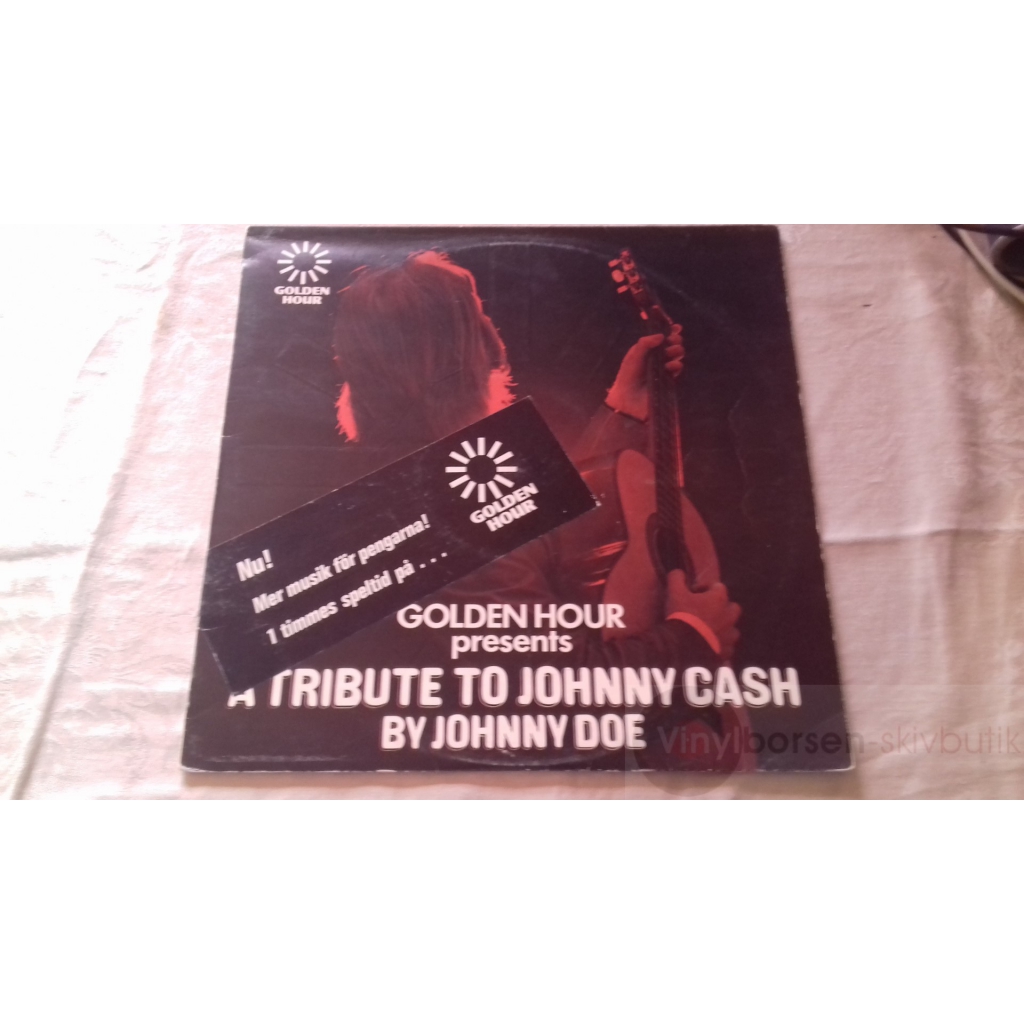 GOLDEN
HOUR
GOLDEN
HOUR
Nu!
Mer musik för pengarna!
1 timmes speltid på . . .
GOLDEN HOUR
presents
A TRIBUTE TO JOHNNY CASH
BY JOHNNY DOE
Vinylborsen-skivbutik